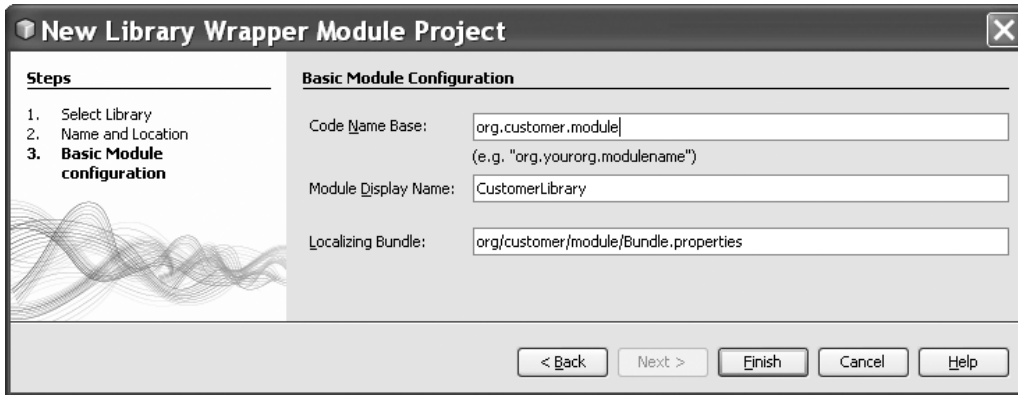 New Library Wrapper Module Project
Steps
1. Select Library
2. Name and Location
3. Basic Module
configuration
Basic Module Configuration
Code Name Base: org.customer.module
(e.g. "org.yourorg.modulename")
Module Display Name: CustomerLibrary
Localizing Bundle: org/customer/module/Bundle.properties
< Back Next > Finish Cancel Help